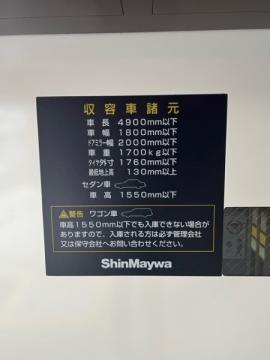 収容車諸元
車長 4900mm以下
車幅 1800mm以下
ドアミラー幅 2000mm以下
車重 1700kg以下
タイヤ外寸 1760mm以下
最低地上高 130mm以上
セダン車
車高 1550mm以下
⚠警告 ワゴン車
車高1550mm以下でも入庫できない場合が
ありますので、入庫される方は必ず管理会社
又は保守会社へお問い合わせください。
ShinMaywa